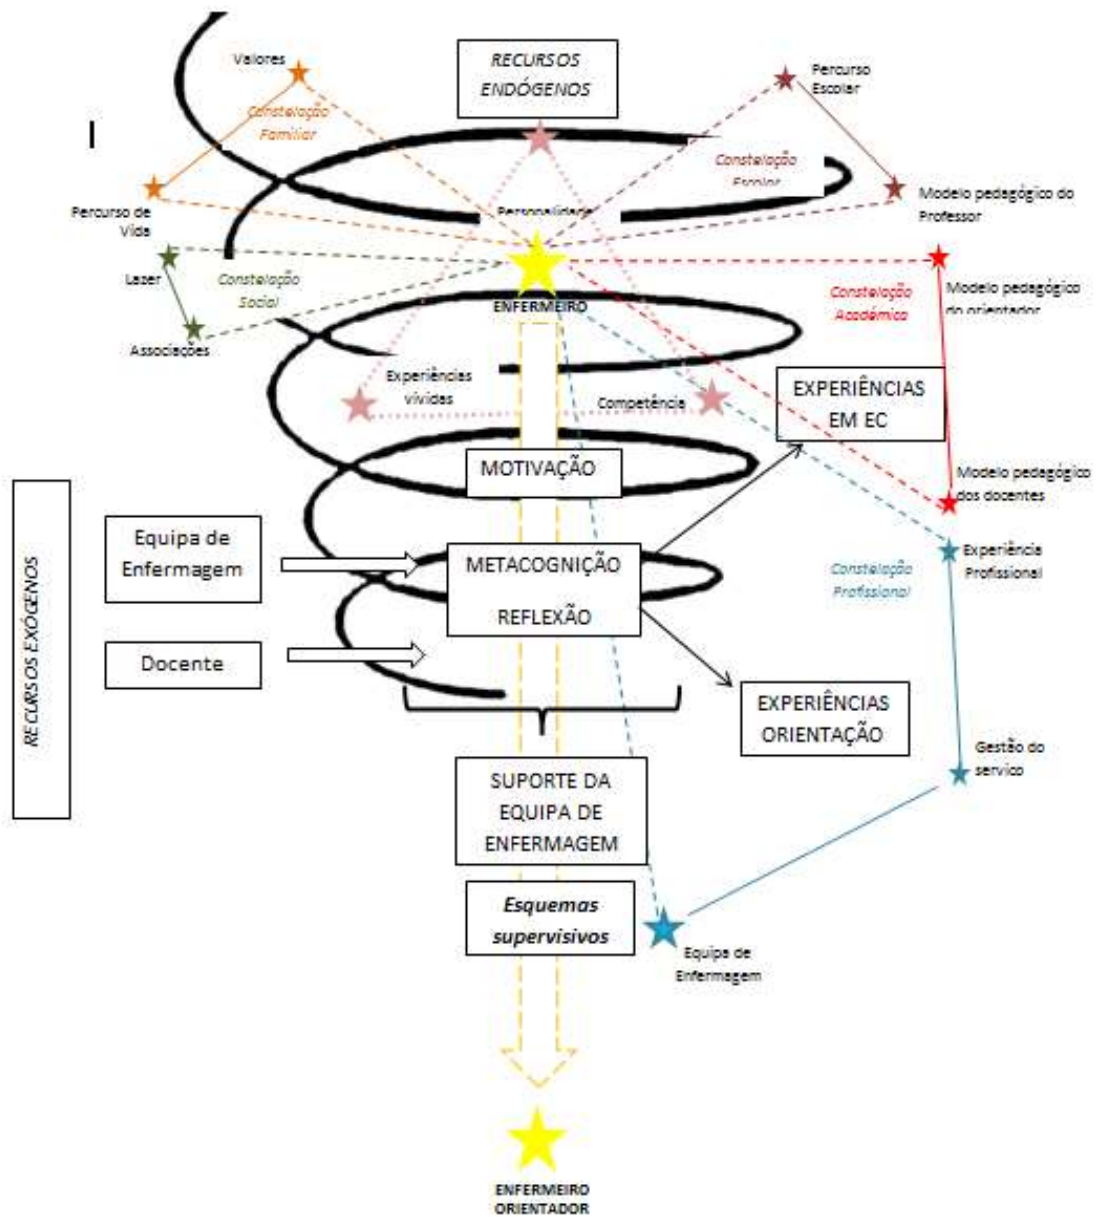 Valores
RECURSOS
ENDÓGENOS
Percurso
Escolar
Constelação
Familiar
I
Constelação
Escolar
Percurso de
Vida
Personalidade
Modelo pedagógico do
Professor
Lazer
Constelação
Social
Constelação
Académica
Modelo pedagógico
do orientador
ENFERMEIRO
Associações
Experiências
vividas
Competência
EXPERIÊNCIAS
EM EC
MOTIVAÇÃO
Modelo pedagógico
dos docentes
RECURSOS EXÓGENOS
Equipa de
Enfermagem
METACOGNIÇÃO
REFLEXÃO
Constelação
Profissional
Experiência
Profissional
Docente
EXPERIÊNCIAS
ORIENTAÇÃO
Gestão do
serviço
SUPORTE DA
EQUIPA DE
ENFERMAGEM
Esquemas
supervisivos
Equipa de
Enfermagem
ENFERMEIRO
ORIENTADOR